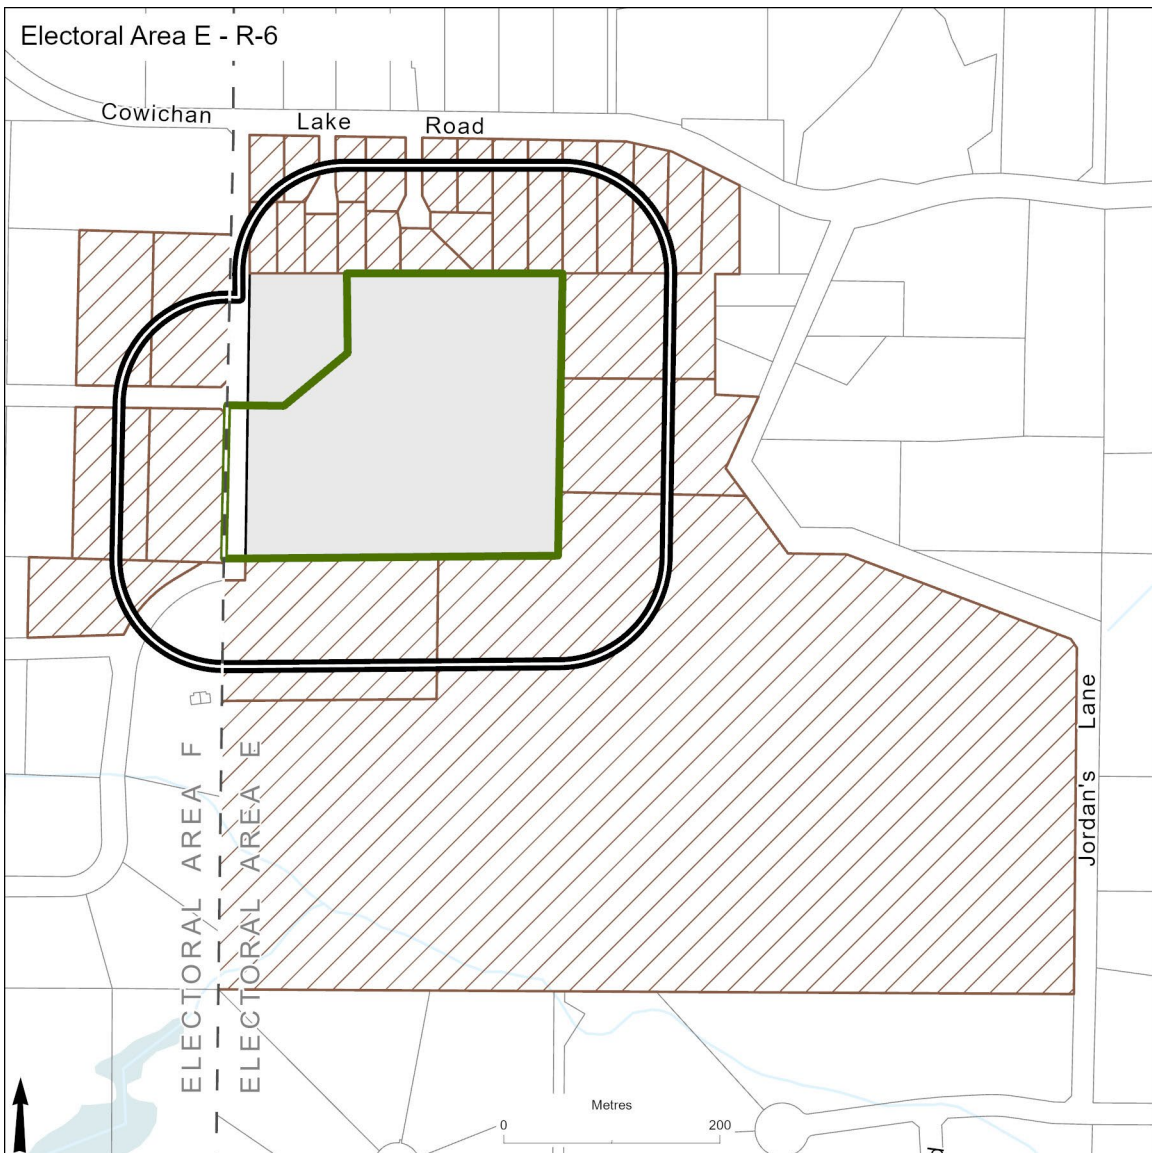 Electoral Area E - R-6
Cowichan Lake Road
Jordan's Lane
ELECTORAL AREA F
ELECTORAL AREA E
Metres
0 200